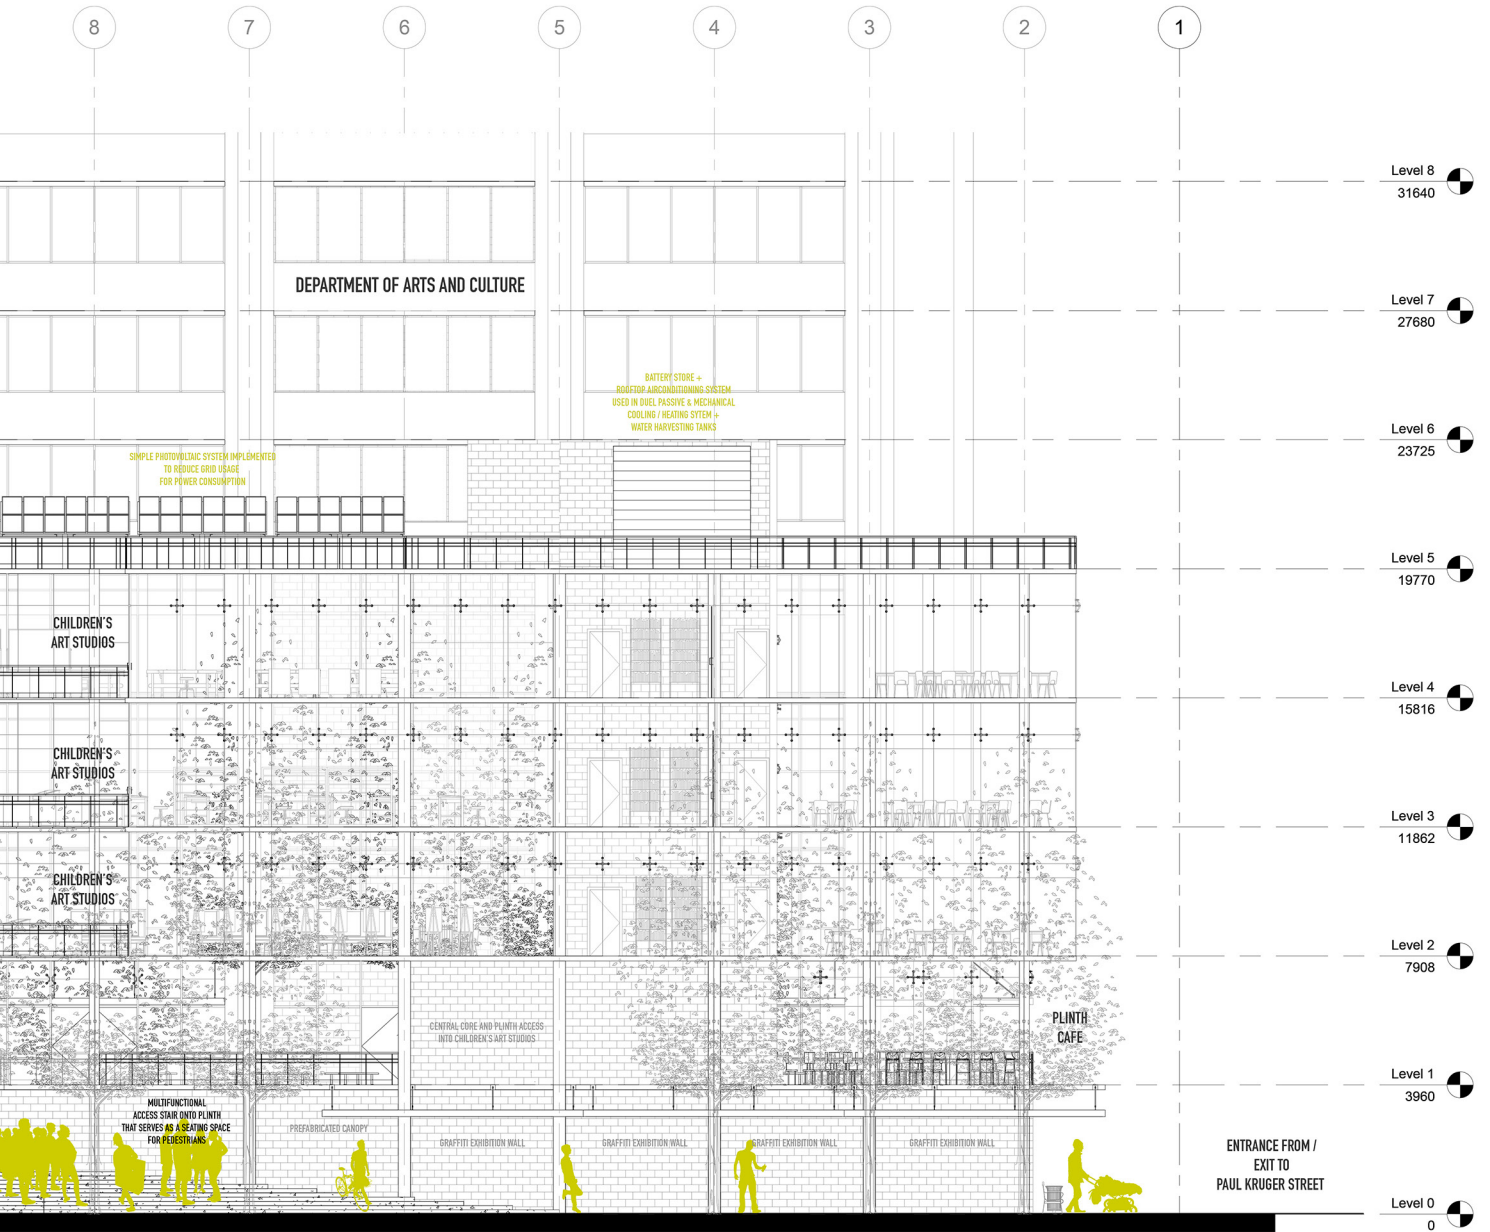 8 7 6 5 4 3 2 1
Level 8
31640
DEPARTMENT OF ARTS AND CULTURE
Level 7
27680
BATTERY STORE +
ROOFTOP AIRCONDITIONING SYSTEM
USED IN DUEL PASSIVE & MECHANICAL
COOLING / HEATING SYTEM +
WATER HARVESTING TANKS
Level 6
23725
SIMPLE PHOTOVOLTAIC SYSTEM IMPLEMENTED
TO REDUCE GRID USAGE
FOR POWER CONSUMPTION
Level 5
19770
CHILDREN'S
ART STUDIOS
Level 4
15816
CHILDREN'S
ART STUDIOS
Level 3
11862
CHILDREN'S
ART STUDIOS
Level 2
7908
CENTRAL CORE AND PLINTH ACCESS
INTO CHILDREN'S ART STUDIOS
PLINTH
CAFE
Level 1
3960
MULTIFUNCTIONAL
ACCESS STAIR ONTO PLINTH
THAT SERVES AS A SEATING SPACE
FOR PEDESTRIANS
PREFABRICATED CANOPY
GRAFFITI EXHIBITION WALL
GRAFFITI EXHIBITION WALL
GRAFFITI EXHIBITION WALL
GRAFFITI EXHIBITION WALL
ENTRANCE FROM /
EXIT TO
PAUL KRUGER STREET
Level 0
0